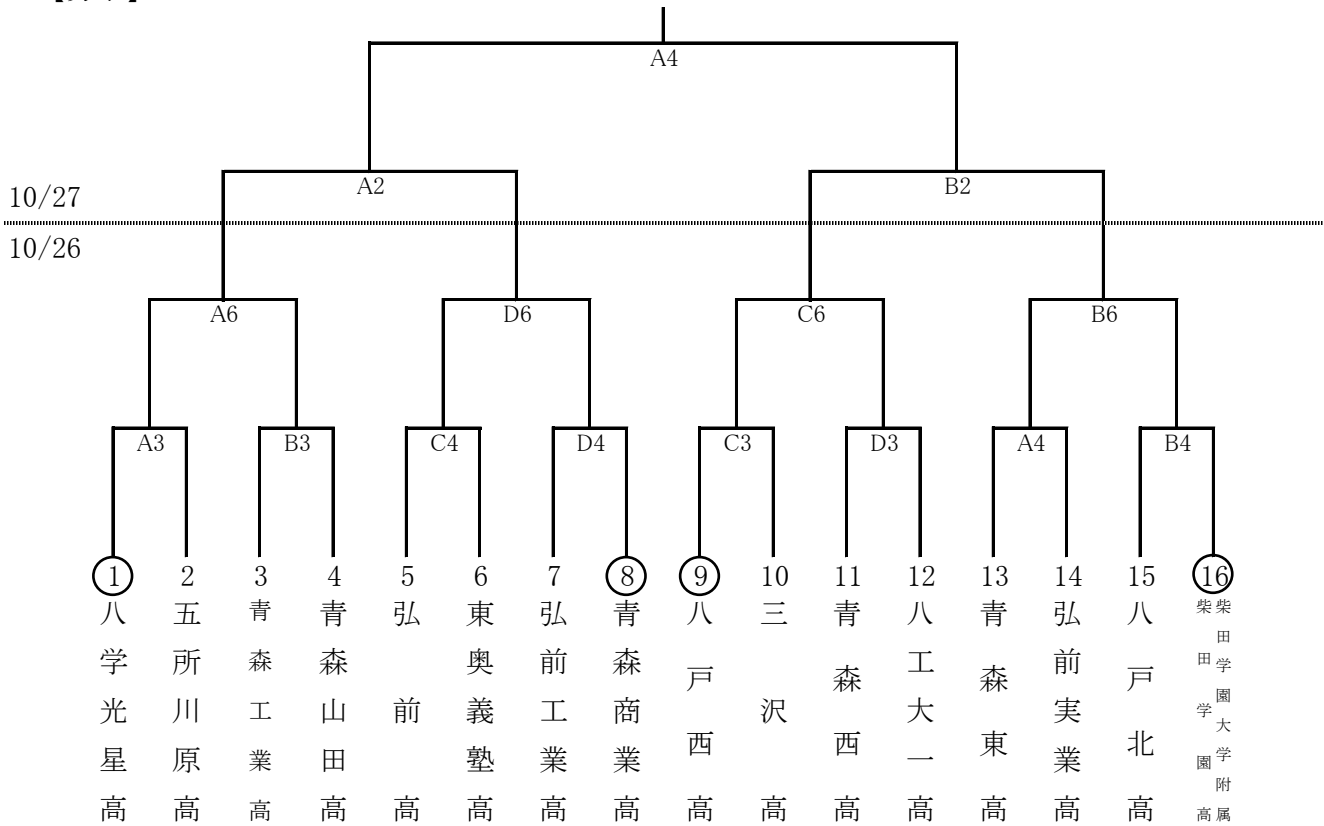 A4
A2
B2
10/27
10/26
A6
D6
C6
B6
A3
B3
C4
D4
C3
D3
A4
B4
① 2 3 4 5 6 7 ⑧ ⑨ 10 11 12 13 14 15 ⑯
八学光星高
五所川原高
青森工業高
青森山田高
弘前高
東奥義塾高
弘前工業高
青森商業高
八戸西高
三沢高
青森西高
八工大一高
青森東高
弘前実業高
八戸北高
柴田学園大学附属
柴田学園高